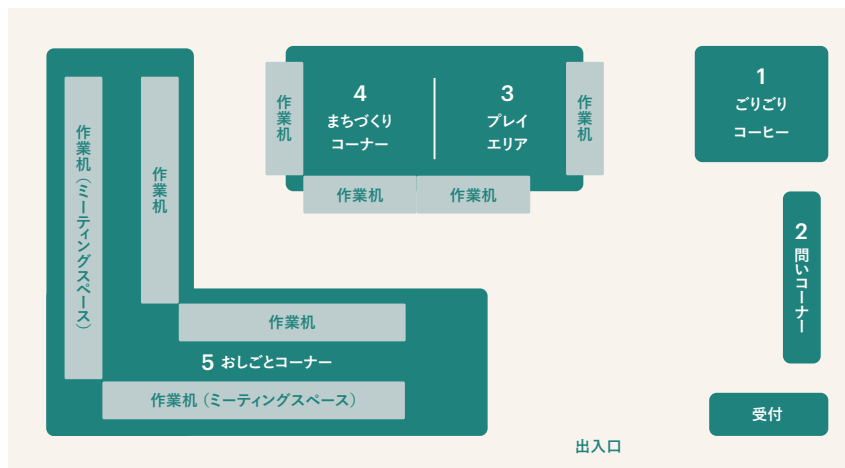 1
ごりごり
コーヒー
2
問いコーナー
受付
出入口
3
プレイ
エリア
作業机
4
まちづくり
コーナー
作業机
作業机
作業机
5 おしごとコーナー
作業机
作業机
作業机(ミーティングスペース)
作業机(ミーティングスペース)